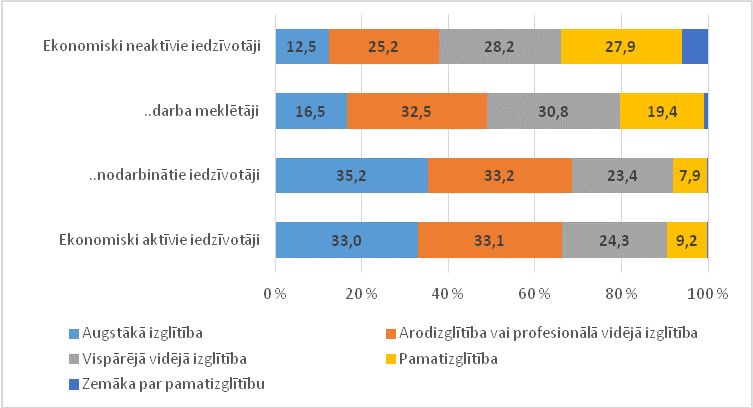 Ekonomiski neaktīvie iedzīvotāji 12,5 25,2 28,2 27,9
..darba meklētāji 16,5 32,5 30,8 19,4
..nodarbinātie iedzīvotāji 35,2 33,2 23,4 7,9
Ekonomiski aktīvie iedzīvotāji 33,0 33,1 24,3 9,2
0 % 20 % 40 % 60 % 80 % 100 %
Augstākā izglītība Arodizglītība vai profesionālā vidējā izglītība
Vispārējā vidējā izglītība Pamatizglītība
Zemāka par pamatizglītību